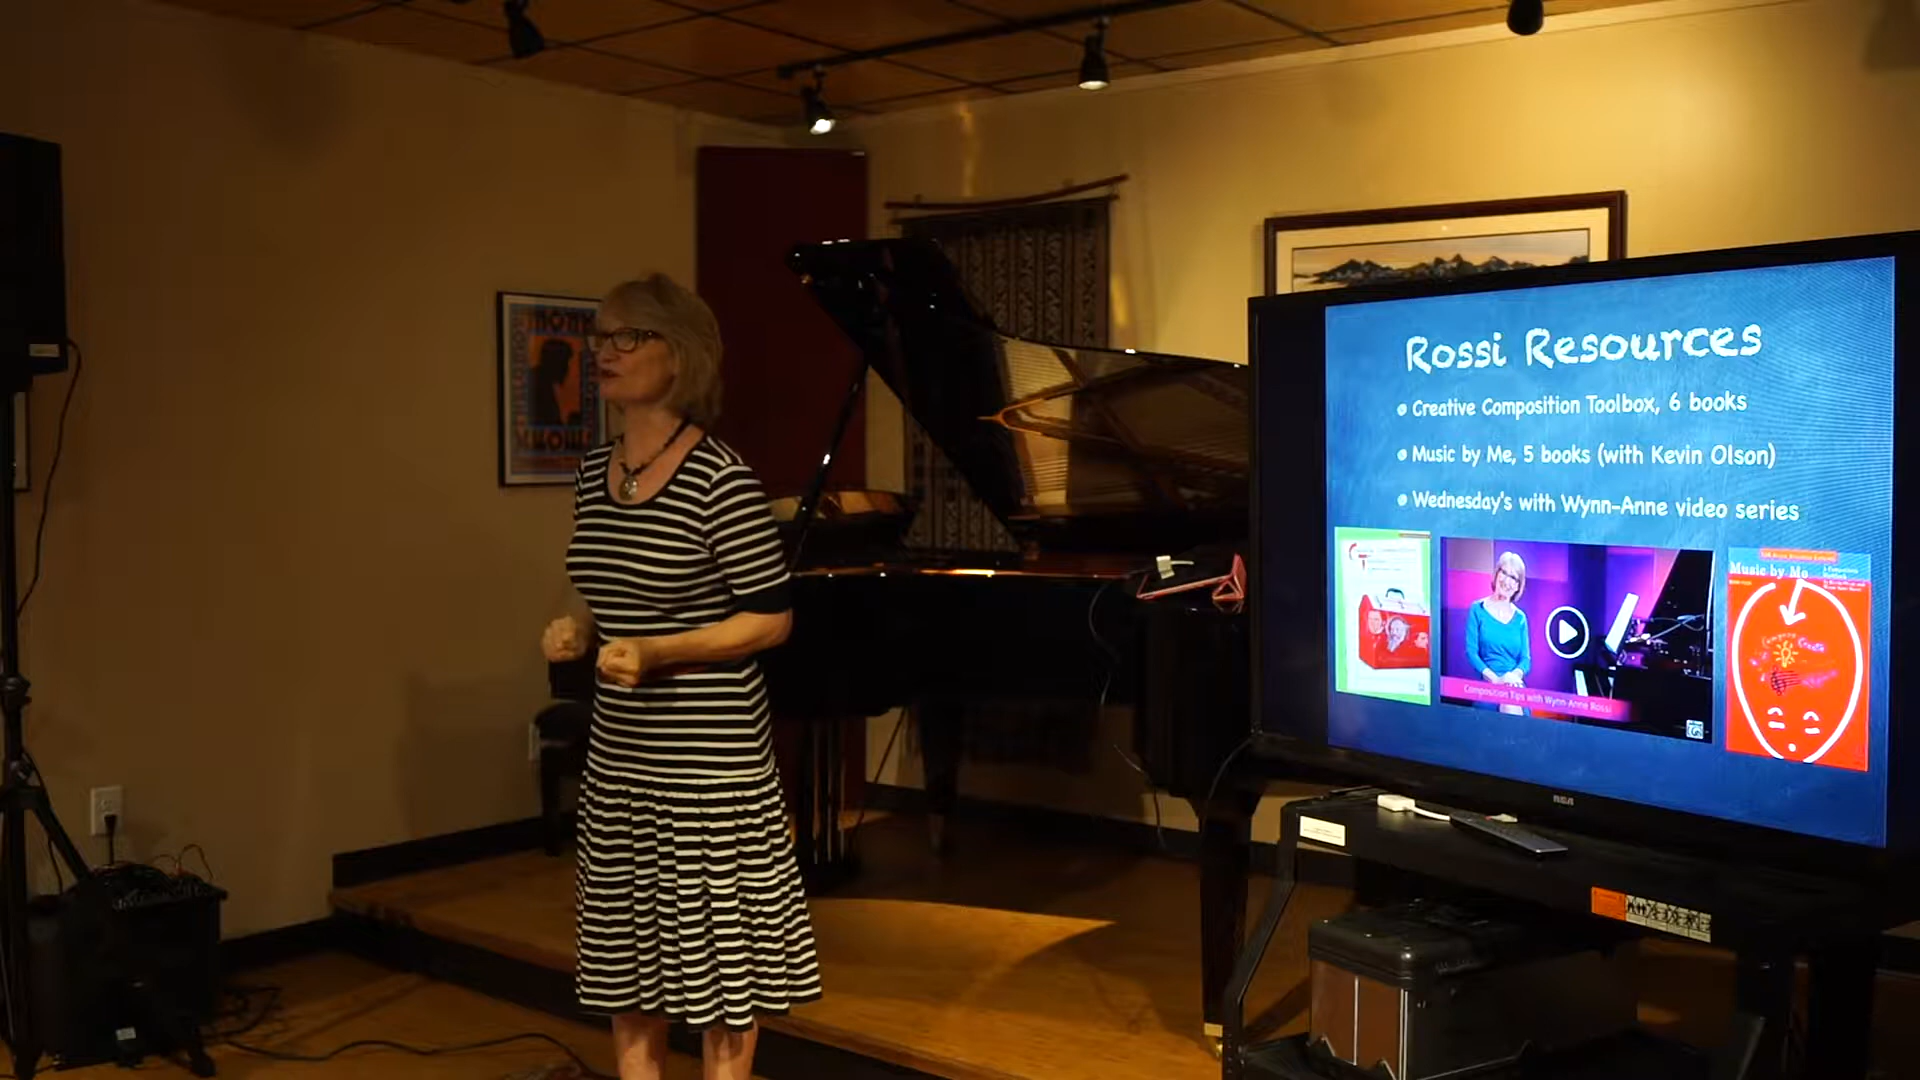 Rossi Resources
Creative Composition Toolbox, 6 books
Music by Me, 5 books (with Kevin Olson)
Wednesday's with Wynn-Anne video series
Music by Me
Composition Tips with Wynn-Anne Rossi
RCA